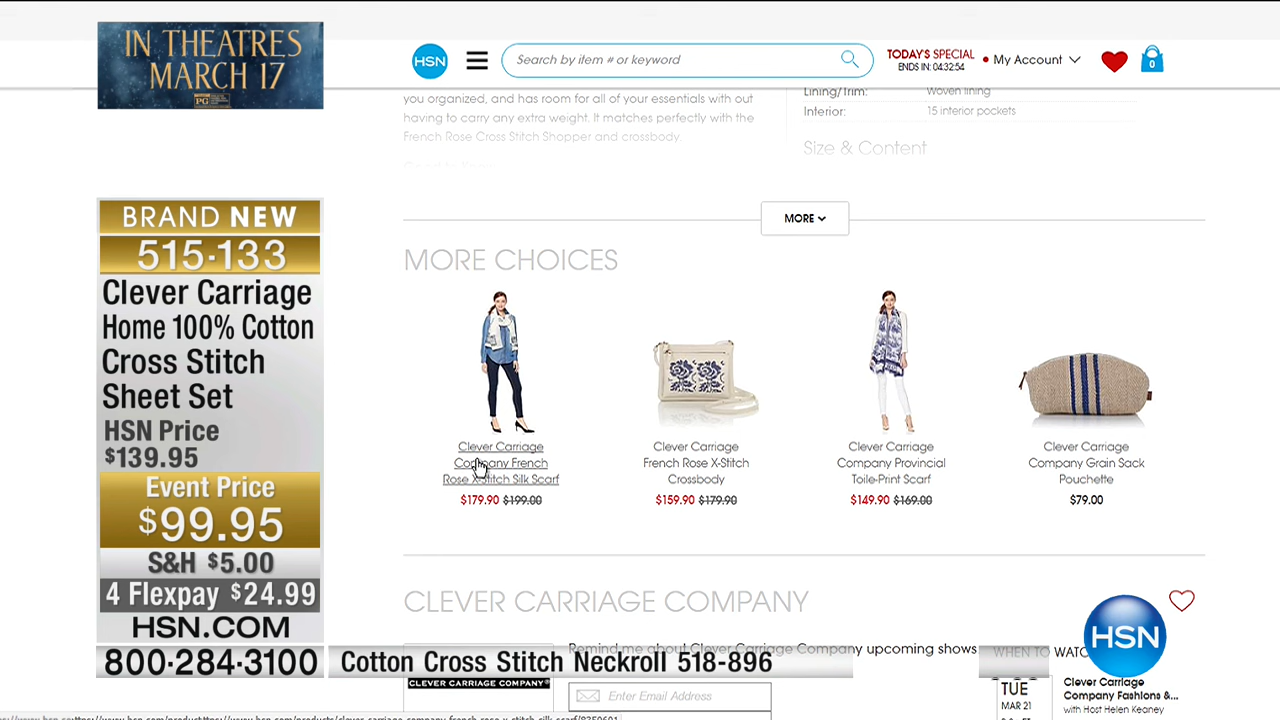 IN THEATRES
MARCH 17
PG
HSN
Search by item # or keyword
TODAY'S SPECIAL
ENDS IN: 04:32:54
My Account
0
you organized, and has room for all of your essentials with out
having to carry any extra weight. It matches perfectly with the
French Rose Cross Stitch Shopper and crossbody.
Lining/Trim: Woven lining
Interior: 15 interior pockets
Size & Content
MORE
BRAND NEW
515-133
Clever Carriage
Home 100% Cotton
Cross Stitch
Sheet Set
HSN Price
$139.95
Event Price
$99.95
S&H $5.00
4 Flexpay $24.99
HSN.COM
800-284-3100
MORE CHOICES
Clever Carriage
Company French
Rose X-Stitch Silk Scarf
$179.90 $199.00
Clever Carriage
French Rose X-Stitch
Crossbody
$159.90 $179.90
Clever Carriage
Company Provincial
Toile-Print Scarf
$149.90 $169.00
Clever Carriage
Company Grain Sack
Pouchette
$79.00
CLEVER CARRIAGE COMPANY
Remind me about Clever Carriage Company upcoming shows
WHEN TO WATCH
HSN
Cotton Cross Stitch Neckroll 518-896
CLEVER CARRIAGE COMPANY
Enter Email Address
TUE
MAR 21
Clever Carriage
Company Fashions &...
with Host Helen Keaney